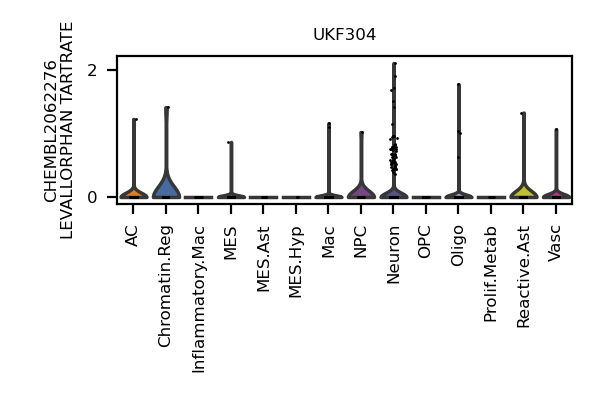 UKF304
CHEMBL2062276
LEVALLORPHAN TARTRATE
2
0
AC
Chromatin.Reg
Inflammatory.Mac
MES
MES.Ast
MES.Hyp
Mac
NPC
Neuron
OPC
Oligo
Prolif.Metab
Reactive.Ast
Vasc